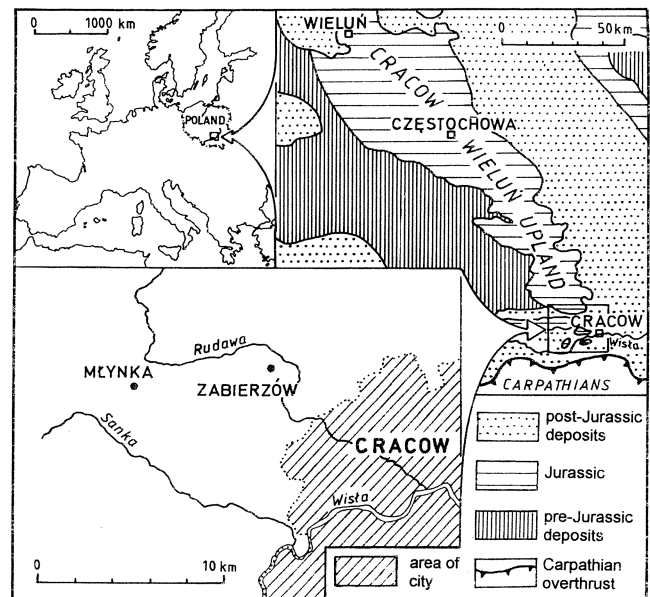 0 1000 km
POLAND
WIELUŃ
0 50 km
CRACOW
CZĘSTOCHOWA
WIELUŃ UPLAND
CRACOW
Wisła
CARPATHIANS
Rudawa
MŁYNKA
ZABIERZÓW
Sanka
CRACOW
Wisła
0 10 km
area of
city
post-Jurassic
deposits
Jurassic
pre-Jurassic
deposits
Carpathian
overthrust